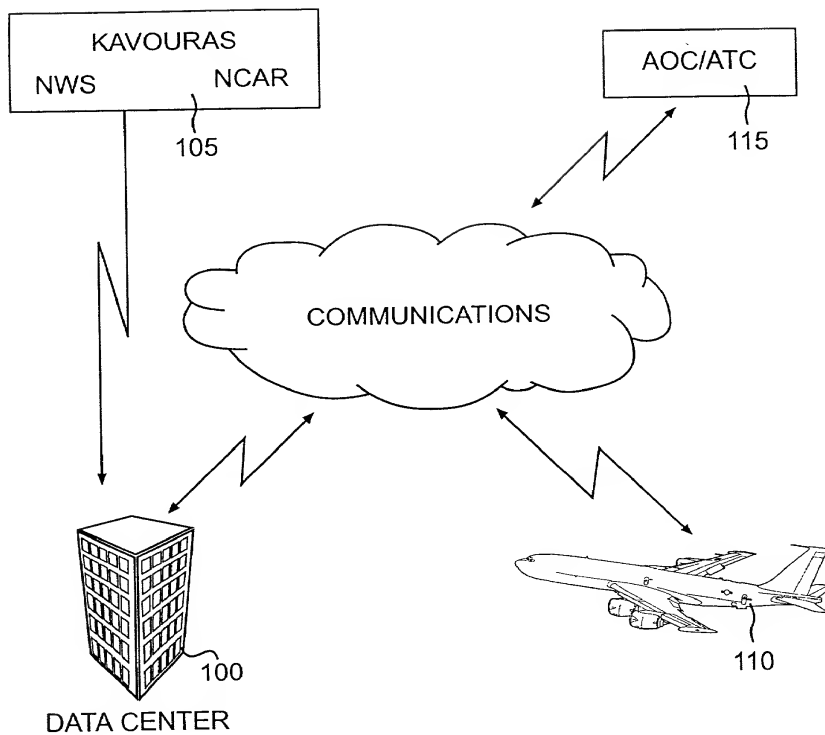 KAVOURAS
NWS NCAR
105
AOC/ATC
115
COMMUNICATIONS
100
DATA CENTER
110